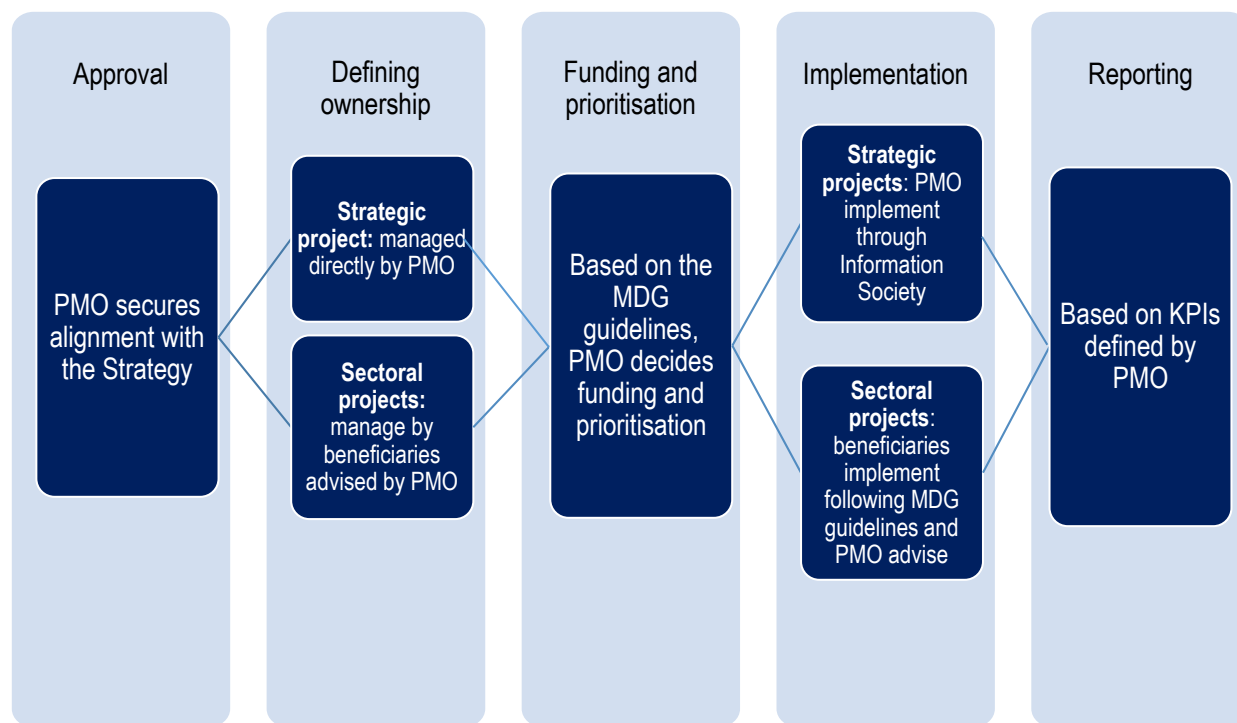 Approval
PMO secures
alignment with
the Strategy
Defining
ownership
Strategic
project: managed
directly by PMO
Sectoral
projects:
manage by
beneficiaries
advised by PMO
Funding and
prioritisation
Based on the
MDG
guidelines,
PMO decides
funding and
prioritisation
Implementation
Strategic
projects: PMO
implement
through
Information
Society
Sectoral
projects:
beneficiaries
implement
following MDG
guidelines and
PMO advise
Reporting
Based on KPIs
defined by
PMO